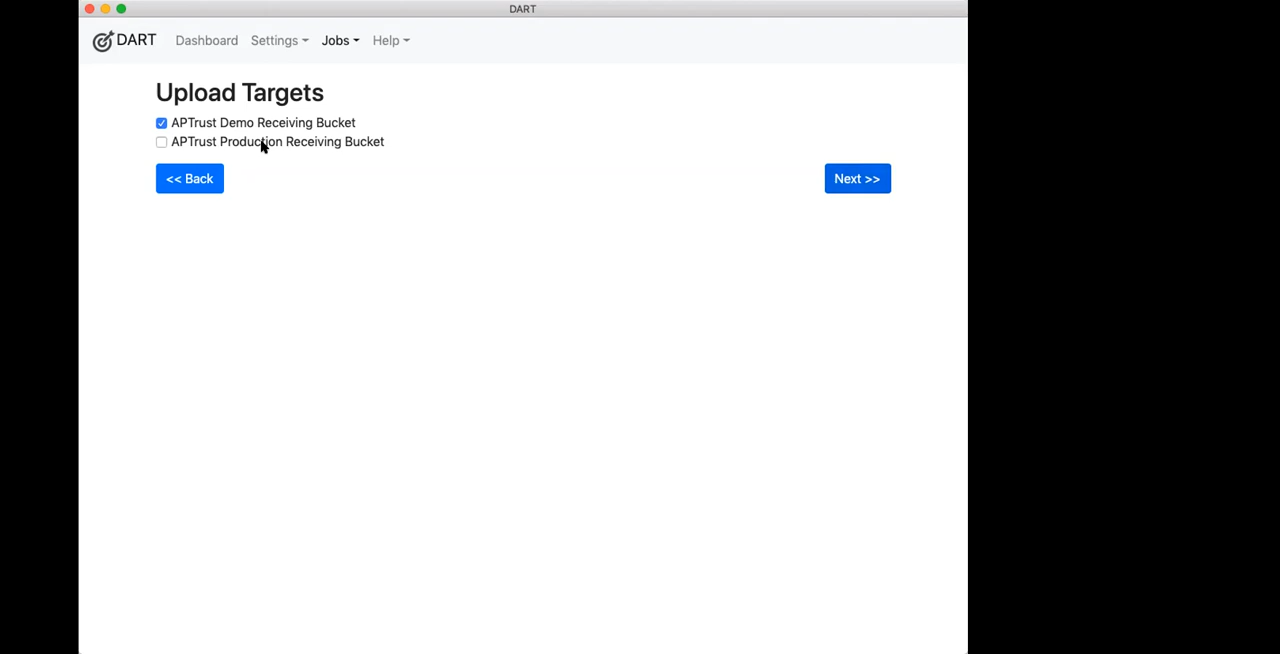 DART
DART Dashboard Settings Jobs Help
Upload Targets
APTrust Demo Receiving Bucket
APTrust Production Receiving Bucket
<< Back Next >>